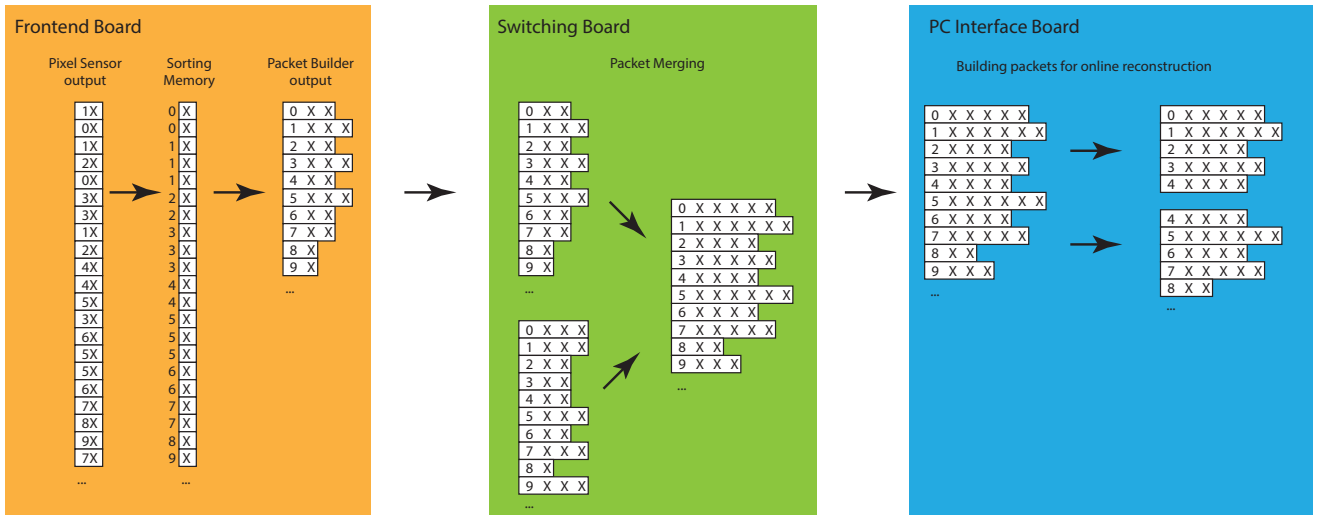 Frontend Board
Pixel Sensor
output
1X
0X
1X
2X
0X
3X
3X
1X
2X
4X
4X
5X
3X
6X
5X
5X
6X
7X
8X
9X
7X
...
Sorting
Memory
0 X
0 X
1 X
1 X
1 X
2 X
2 X
3 X
3 X
3 X
4 X
4 X
5 X
5 X
5 X
6 X
6 X
7 X
7 X
8 X
9 X
...
Packet Builder
output
0 X X
1 X X X
2 X X
3 X X X
4 X X
5 X X X
6 X X
7 X X
8 X
9 X
...
Switching Board
Packet Merging
0 X X
1 X X X
2 X X
3 X X X
4 X X
5 X X X
6 X X
7 X X
8 X
9 X
...
0 X X X
1 X X X
2 X X
3 X X
4 X X
5 X X X
6 X X
7 X X X
8 X
9 X X X
...
0 X X X X X
1 X X X X X X
2 X X X X
3 X X X X X
4 X X X X
5 X X X X X X
6 X X X X
7 X X X X X
8 X X
9 X X X
...
PC Interface Board
Building packets for online reconstruction
0 X X X X X
1 X X X X X X
2 X X X X
3 X X X X X
4 X X X X
5 X X X X X X
6 X X X X
7 X X X X X
8 X X
9 X X X
...
0 X X X X X
1 X X X X X X
2 X X X X
3 X X X X X
4 X X X X
4 X X X X
5 X X X X X X
6 X X X X
7 X X X X X
8 X X
...